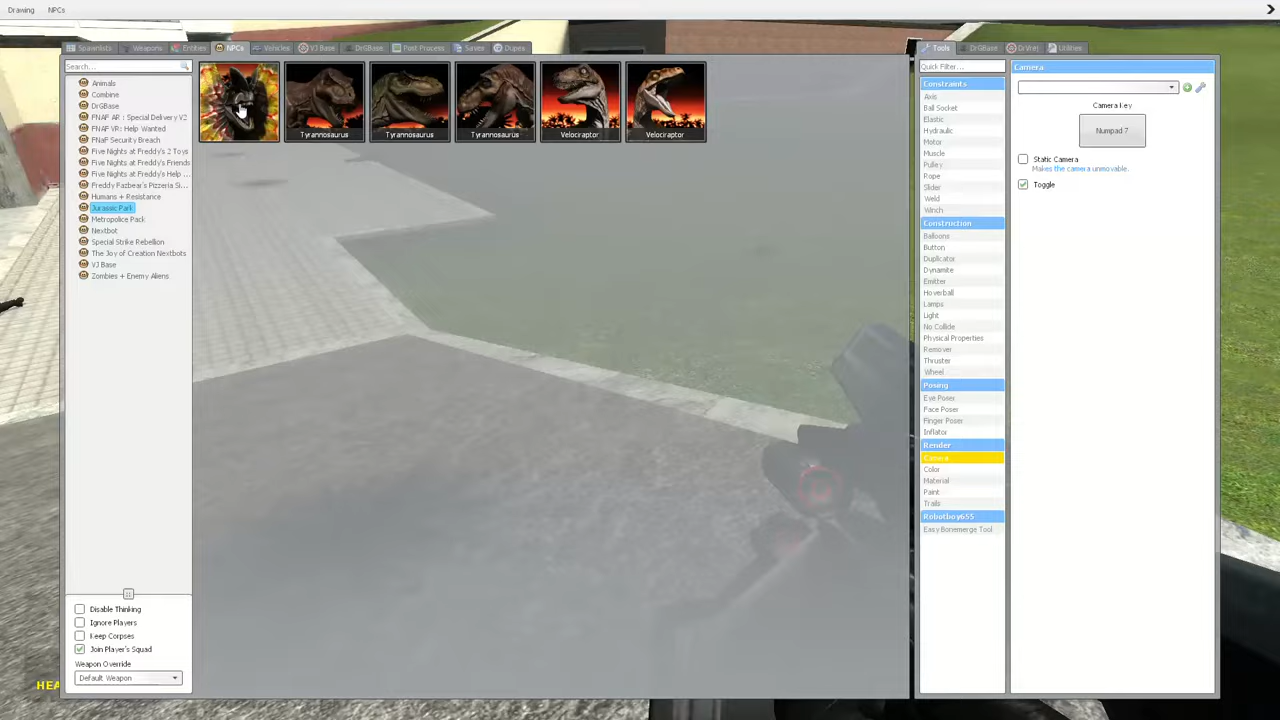 Drawing NPCs
Spawnlists Weapons Entities NPCs Vehicles VJ Base DrGBase Post Process Saves Dupes
Search...
Animals
Combine
DrGBase
FNAF AR : Special Delivery V2
FNAF VR: Help Wanted
FNaF Security Breach
Five Nights at Freddy's 2 Toys
Five Nights at Freddy's Friends
Five Nights at Freddy's Help ...
Freddy Fazbear's Pizzeria Si...
Humans + Resistance
Jurassic Park
Metropolice Pack
Nextbot
Special Strike Rebellion
The Joy of Creation Nextbots
VJ Base
Zombies + Enemy Aliens
Tyrannosaurus
Tyrannosaurus
Tyrannosaurus
Velociraptor
Velociraptor
Disable Thinking
Ignore Players
Keep Corpses
Join Player's Squad
Weapon Override
Default Weapon
HEA
Tools DrGBase Utilities
Quick Filter...
Constraints
Axis
Ball Socket
Elastic
Hydraulic
Motor
Muscle
Pulley
Rope
Slider
Weld
Winch
Construction
Balloons
Button
Duplicator
Dynamite
Emitter
Hoverball
Lamps
Light
No Collide
Physical Properties
Remover
Thruster
Wheel
Posing
Eye Poser
Face Poser
Finger Poser
Inflator
Render
Camera
Color
Material
Paint
Trails
Robotboy655
Easy Bonemerge Tool
Camera
Camera Key
Numpad 7
Static Camera
Makes the camera unmovable.
Toggle